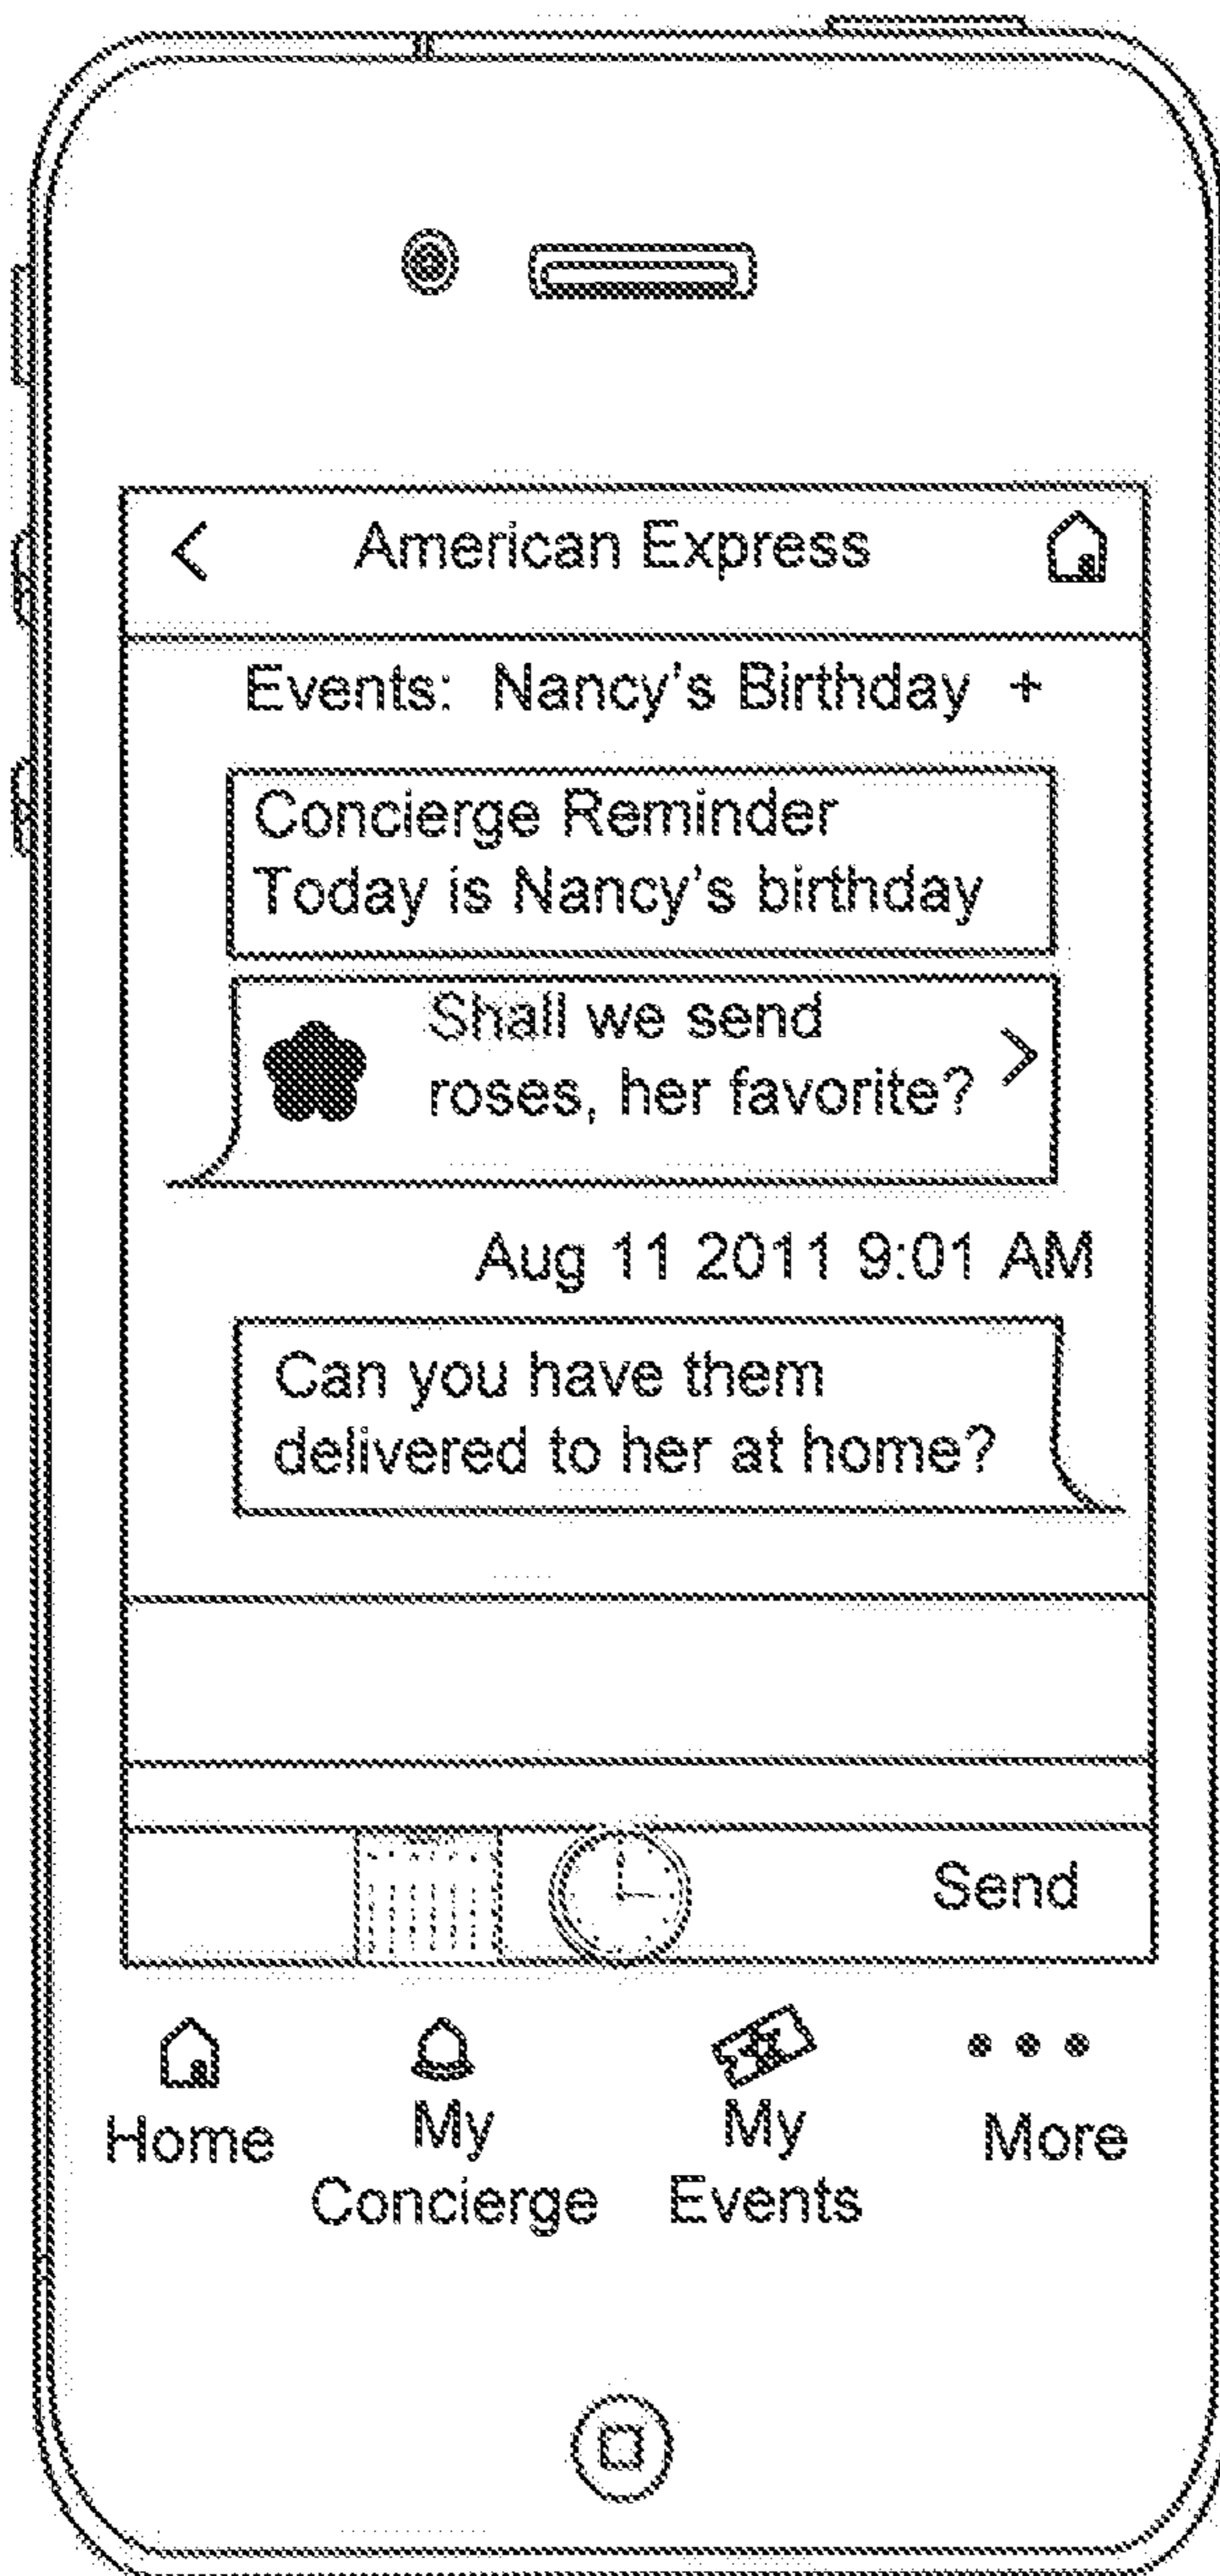 American Express
Events: Nancy's Birthday +
Concierge Reminder
Today is Nancy's birthday
Shall we send
roses, her favorite?
Aug 11 2011 9:01 AM
Can you have them
delivered to her at home?
Send
Home
My
Concierge
My
Events
More